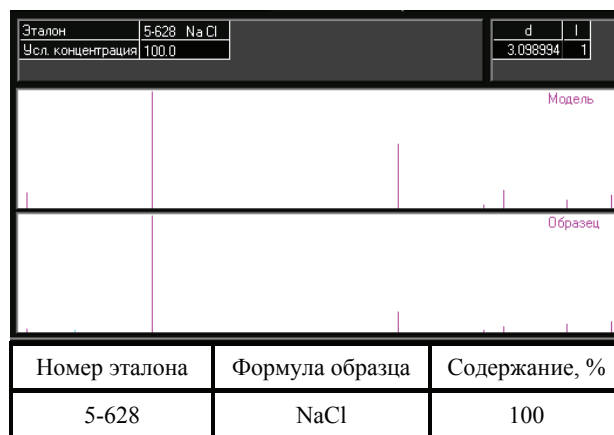 Эталон 5-628 NaCl d I
Усл. концентрация 100.0 3.098994 1
Модель
Образец
Номер эталона Формула образца Содержание, %
5-628 NaCl 100